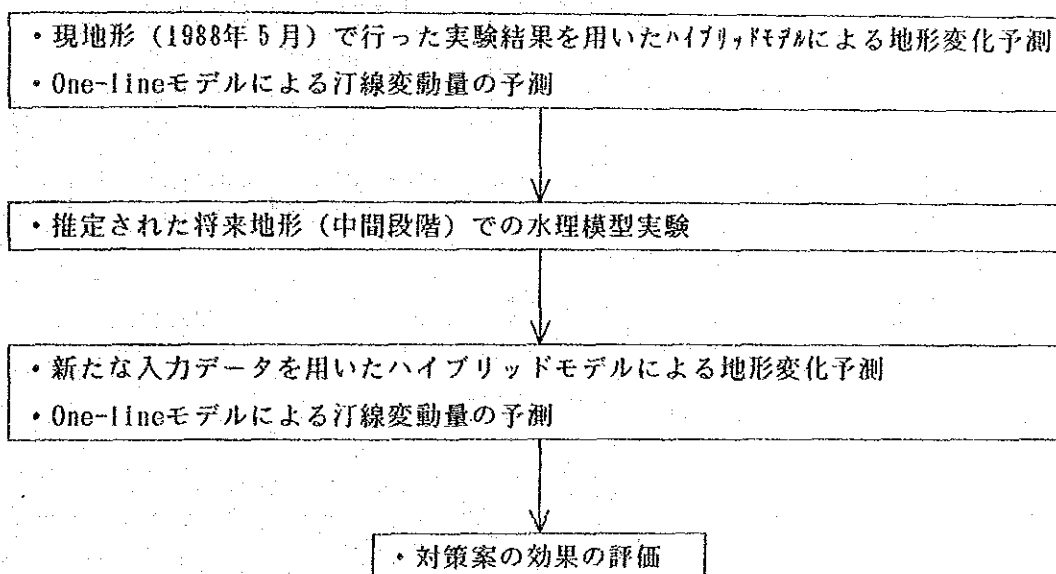 ・現地形（1988年5月）で行った実験結果を用いたﾊｲﾌﾞﾘｯﾄﾞﾓﾃﾞﾙによる地形変化予測
・One-lineモデルによる汀線変動量の予測
・推定された将来地形（中間段階）での水理模型実験
・新たな入力データを用いたハイブリッドモデルによる地形変化予測
・One-lineモデルによる汀線変動量の予測
・対策案の効果の評価